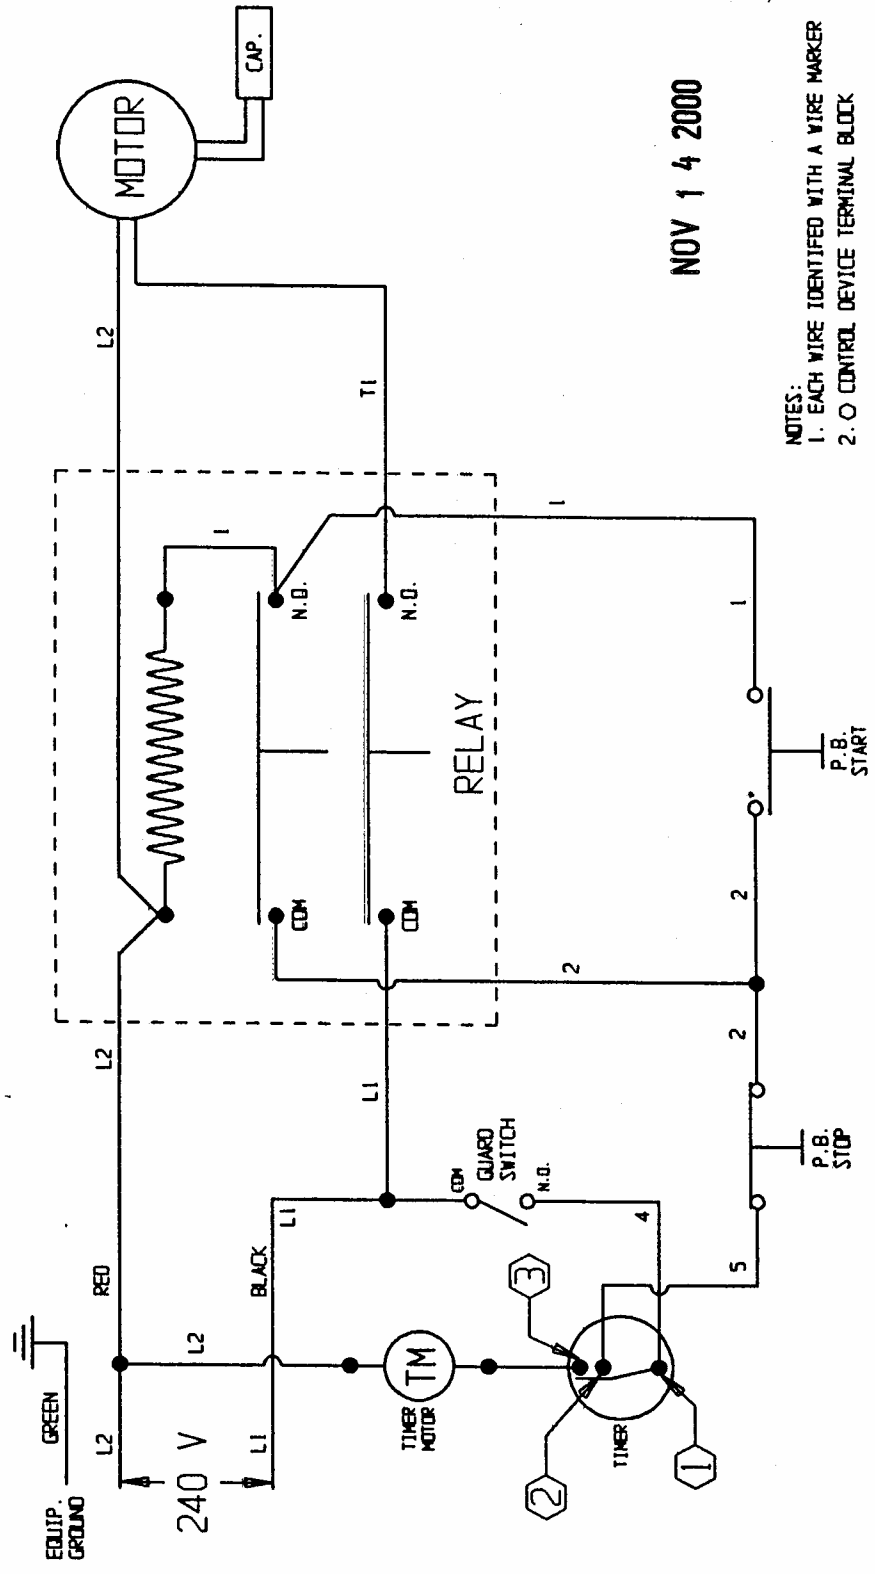 EQUIP.
GROUND
GREEN
L2
RED
L2
L2
L2
240 V
L1
BLACK
L1
L1
TIMER
MOTOR
TM
TIMER
1
2
3
4
5
COM
GUARD
SWITCH
N.O.
P.B.
STOP
2
2
2
COM
COM
1
N.O.
N.O.
RELAY
1
1
P.B.
START
T1
MOTOR
CAP.
NOV 1 4 2000
NOTES:
1. EACH WIRE IDENTIFED WITH A WIRE MARKER
2. O CONTROL DEVICE TERMINAL BLOCK